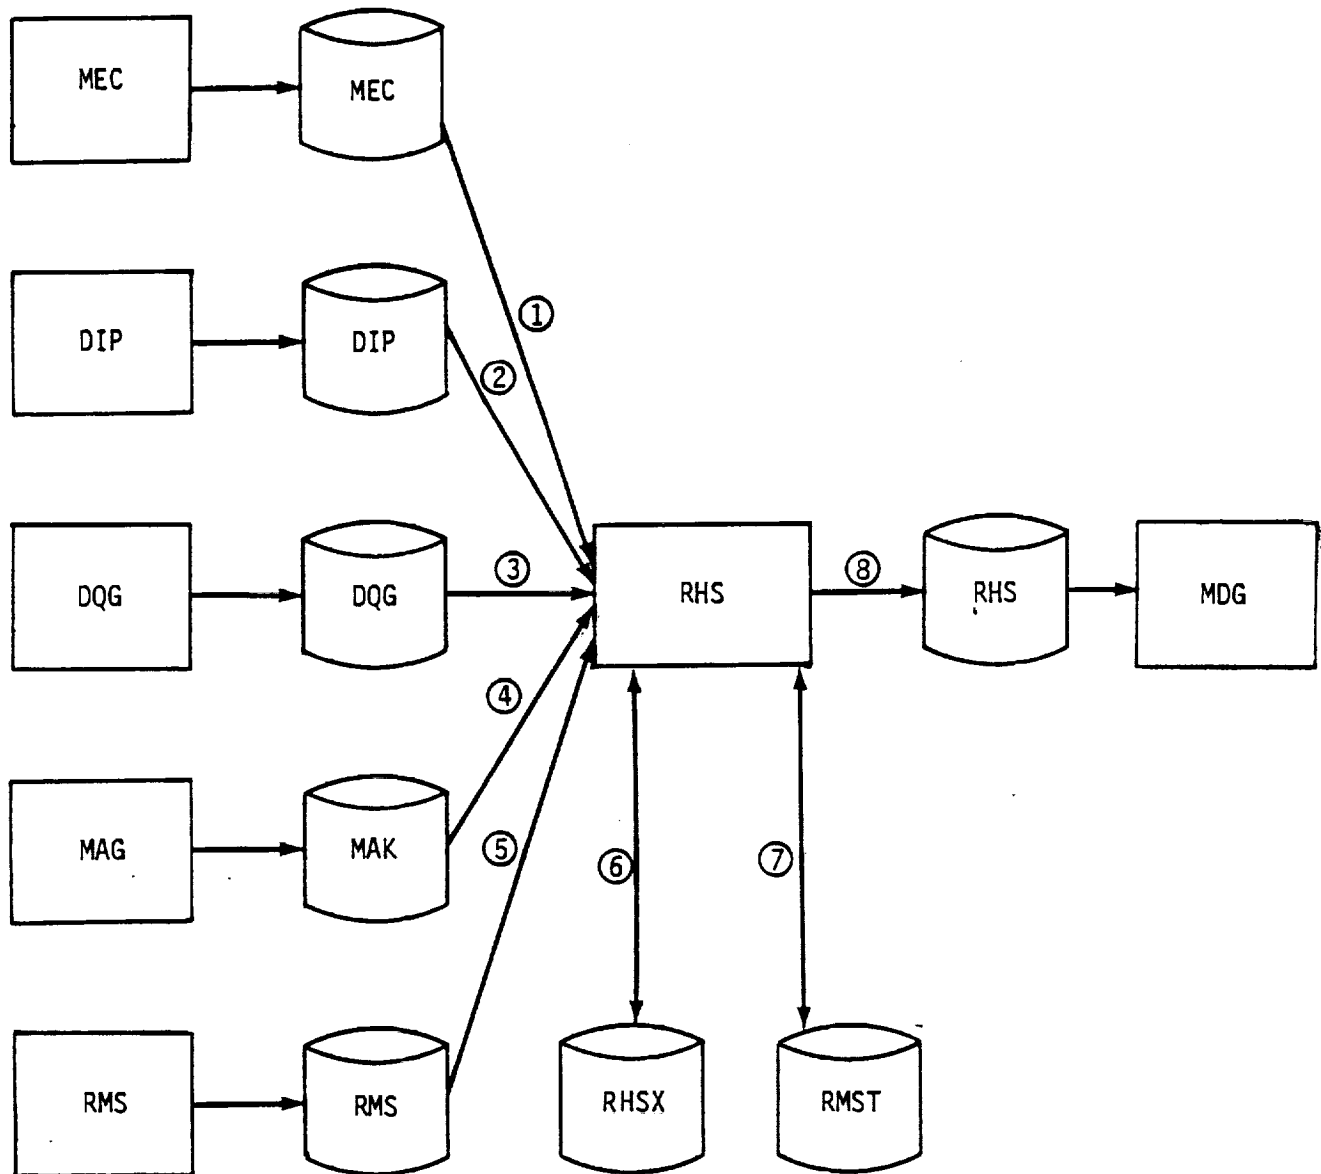 MEC
MEC
①
DIP
DIP
②
DQG
DQG
③
RHS
⑧
RHS
MDG
④
MAG
MAK
⑤
⑥
⑦
RMS
RMS
RHSX
RMST